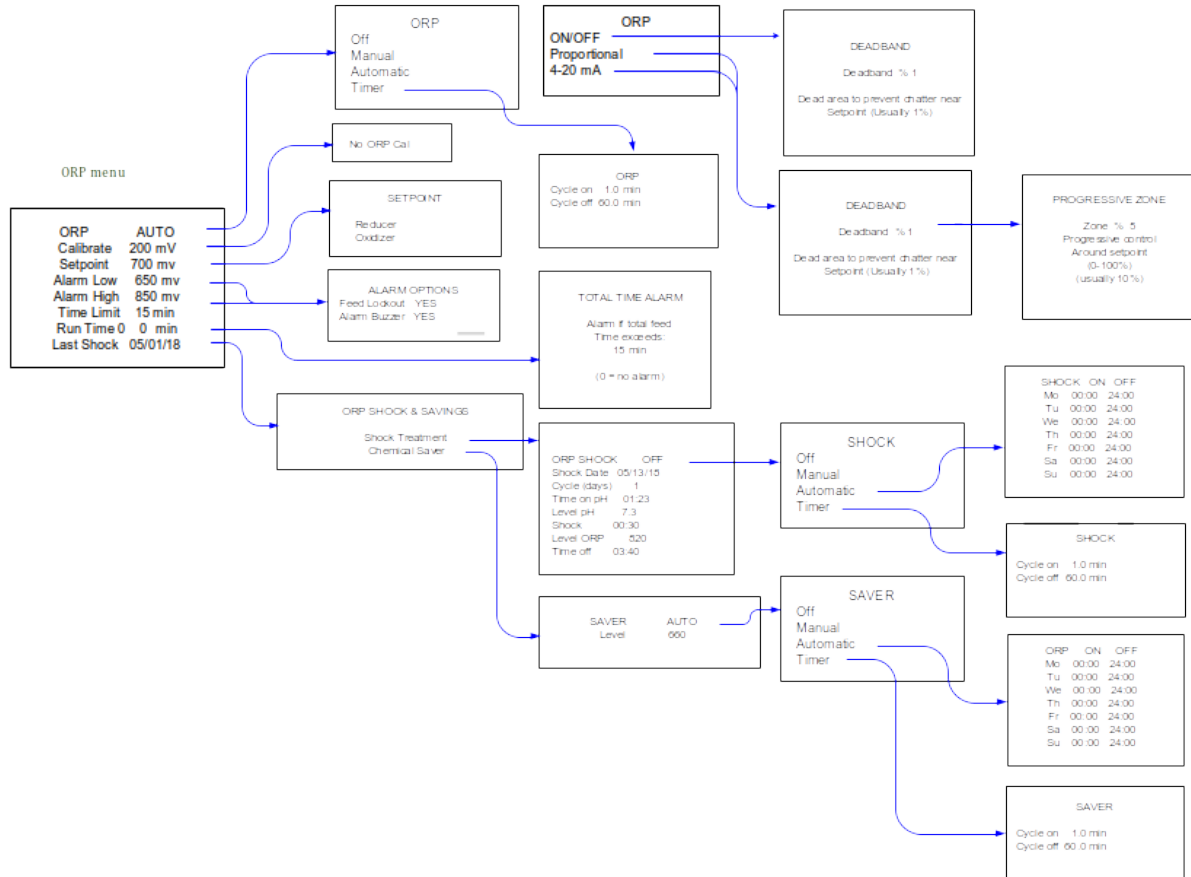 ORP menu
ORP AUTO
Calibrate 200 mV
Setpoint 700 mv
Alarm Low 650 mv
Alarm High 850 mv
Time Limit 15 min
Run Time 0 0 min
Last Shock 05/01/18
ORP
Off
Manual
Automatic
Timer
No ORP Cal
SETPOINT
Reducer
Oxidizer
ALARM OPTIONS
Feed Lockout YES
Alarm Buzzer YES
ORP SHOCK & SAVINGS
Shock Treatment
Chemical Saver
ORP
ON/OFF
Proportional
4-20 mA
ORP
Cycle on 1.0 min
Cycle off 60.0 min
TOTAL TIME ALARM
Alarm if total feed
Time exceeds:
15 min
(0 = no alarm)
ORP SHOCK OFF
Shock Date 05/13/15
Cycle (days) 1
Time on pH 01:23
Level pH 7.3
Shock 00:30
Level ORP 820
Time off 03:40
SAVER AUTO
Level 660
DEADBAND
Deadband % 1
Dead area to prevent chatter near
Setpoint (Usually 1%)
DEADBAND
Deadband % 1
Dead area to prevent chatter near
Setpoint (Usually 1%)
PROGRESSIVE ZONE
Zone % 5
Progressive control
Around setpoint
(0-100%)
(usually 10%)
SHOCK
Off
Manual
Automatic
Timer
SHOCK ON OFF
Mo 00:00 24:00
Tu 00:00 24:00
We 00:00 24:00
Th 00:00 24:00
Fr 00:00 24:00
Sa 00:00 24:00
Su 00:00 24:00
SHOCK
Cycle on 1.0 min
Cycle off 60.0 min
SAVER
Off
Manual
Automatic
Timer
ORP ON OFF
Mo 00:00 24:00
Tu 00:00 24:00
We 00:00 24:00
Th 00:00 24:00
Fr 00:00 24:00
Sa 00:00 24:00
Su 00:00 24:00
SAVER
Cycle on 1.0 min
Cycle off 60.0 min